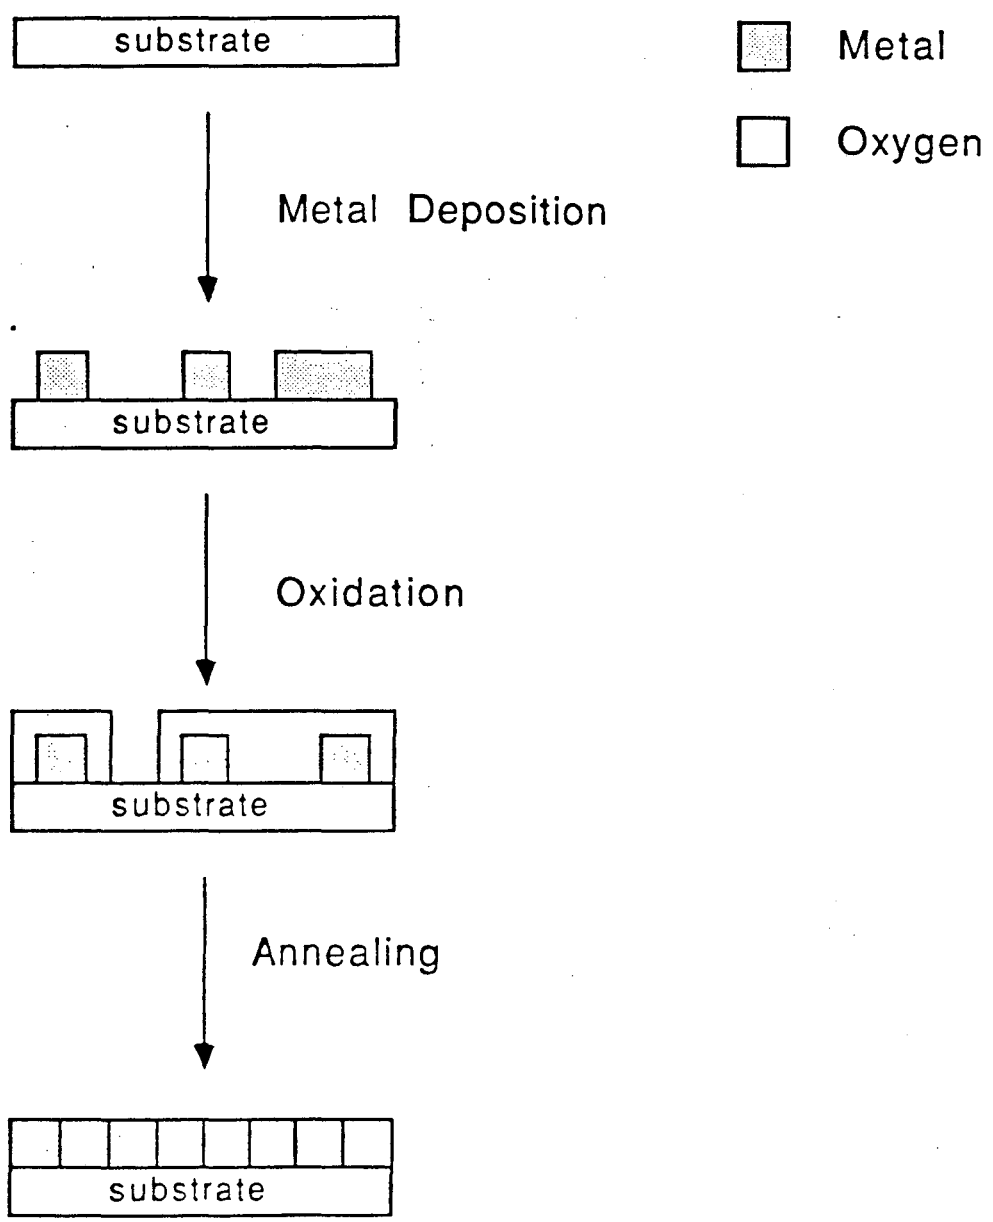 substrate
Metal
Oxygen
Metal Deposition
substrate
Oxidation
substrate
Annealing
substrate